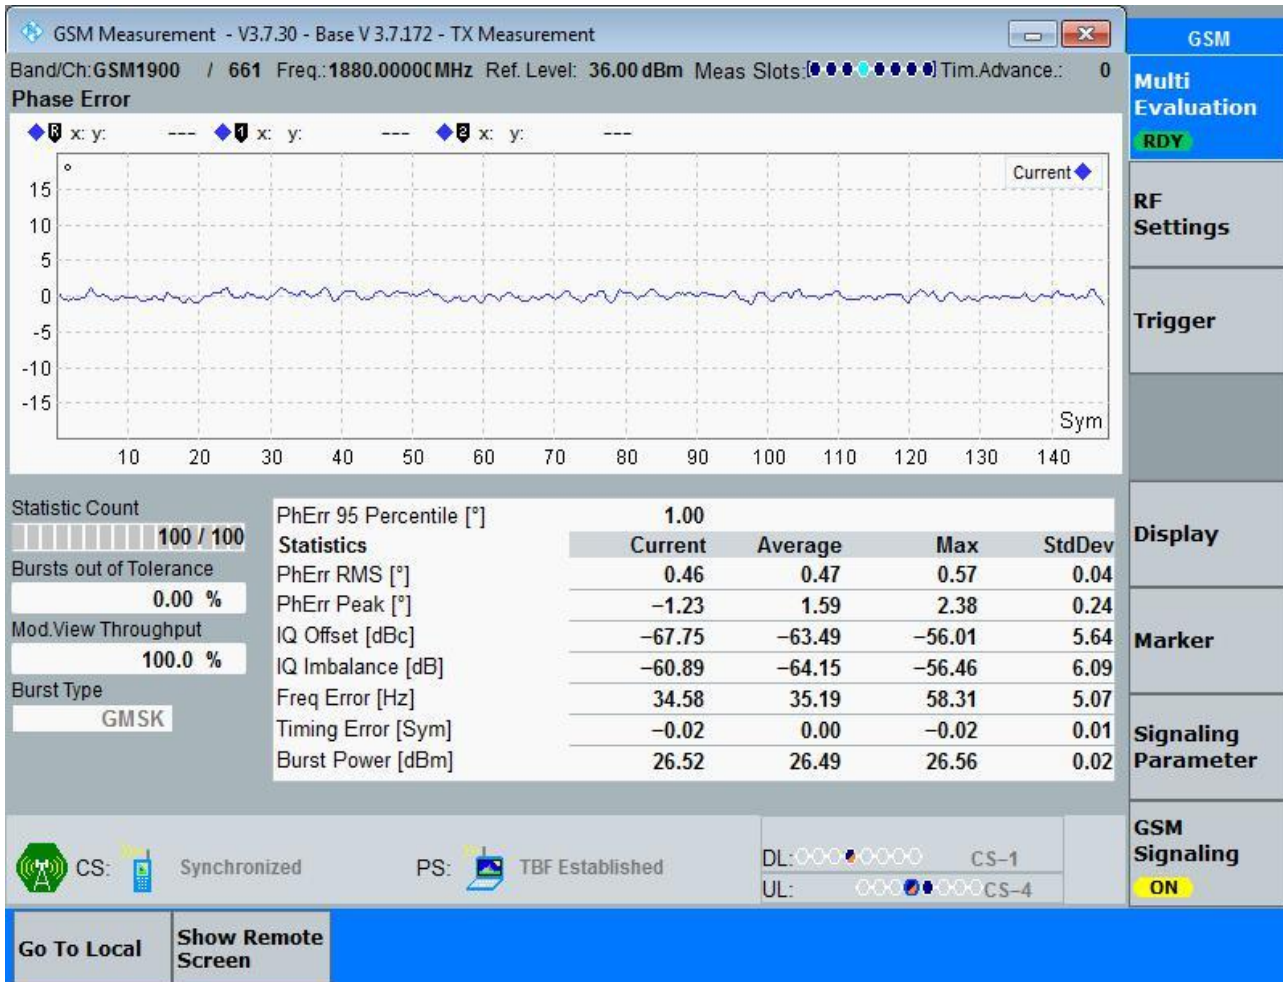 GSM Measurement - V3.7.30 - Base V 3.7.172 - TX Measurement
GSM
Band/Ch:GSM1900 / 661 Freq.:1880.00000 MHz Ref. Level: 36.00 dBm Meas Slots: Tim.Advance.: 0
Phase Error
R x: y: --- 1 x: y: --- 2 x: y: ---
°
Current
15
10
5
0
-5
-10
-15
Sym
10 20 30 40 50 60 70 80 90 100 110 120 130 140
Multi
Evaluation
RDY
RF
Settings
Trigger
Display
Marker
Signaling
Parameter
GSM
Signaling
ON
Statistic Count
100 / 100
Bursts out of Tolerance
0.00 %
Mod.View Throughput
100.0 %
Burst Type
GMSK
PhErr 95 Percentile [°] 1.00
Statistics Current Average Max StdDev
PhErr RMS [°] 0.46 0.47 0.57 0.04
PhErr Peak [°] −1.23 1.59 2.38 0.24
IQ Offset [dBc] −67.75 −63.49 −56.01 5.64
IQ Imbalance [dB] −60.89 −64.15 −56.46 6.09
Freq Error [Hz] 34.58 35.19 58.31 5.07
Timing Error [Sym] −0.02 0.00 −0.02 0.01
Burst Power [dBm] 26.52 26.49 26.56 0.02
CS: Synchronized PS: TBF Established
DL: CS−1
UL: CS−4
Go To Local
Show Remote
Screen